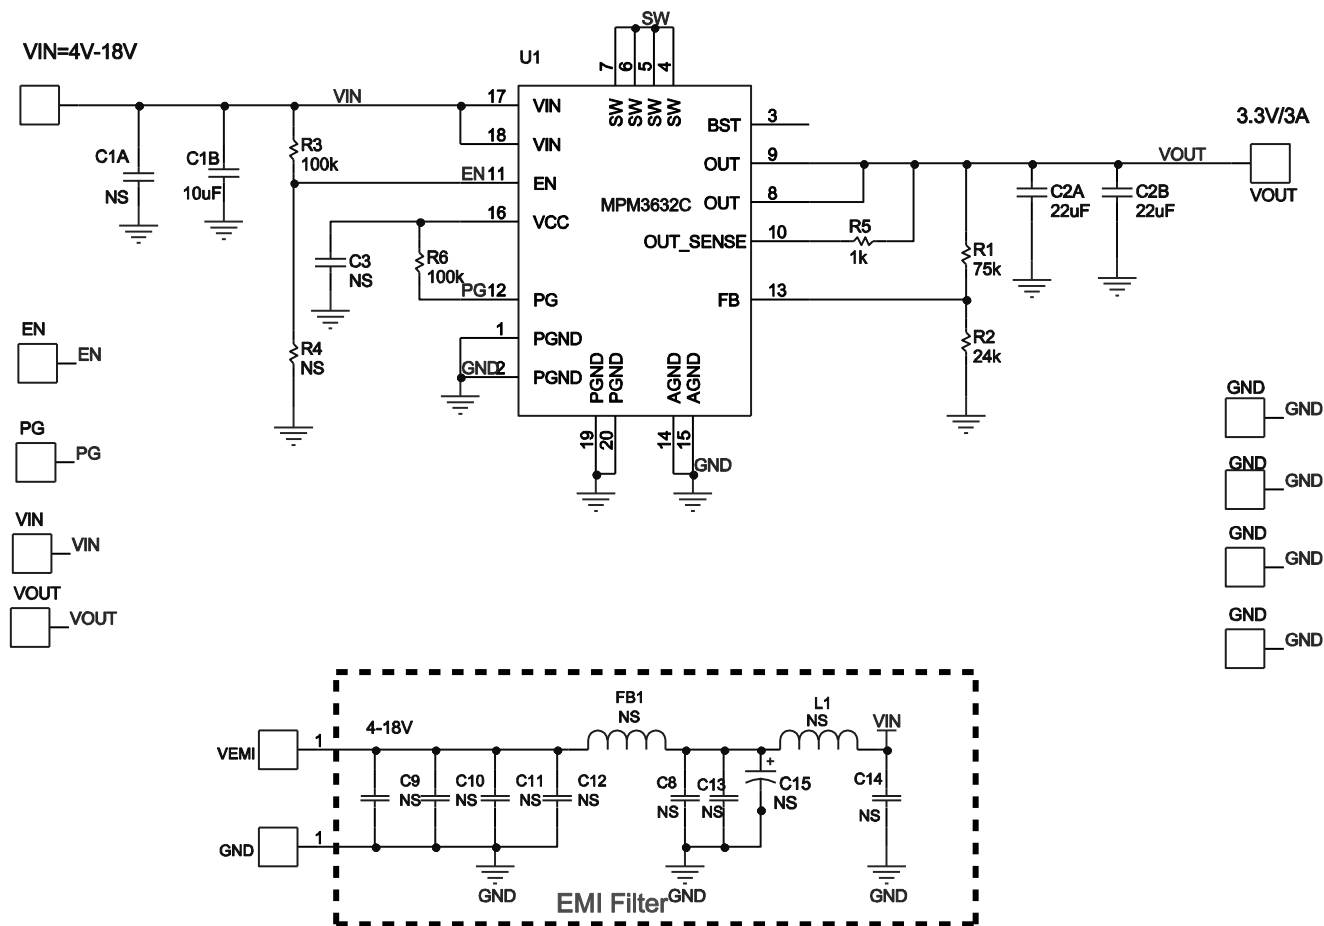 VIN=4V-18V
U1
SW
7
6
5
4
VIN
17
VIN
18
VIN
SW
SW
SW
SW
BST
3
3.3V/3A
OUT
9
VOUT
VOUT
C1A
NS
C1B
10uF
R3
100k
EN
11
EN
MPM3632C
OUT
8
C2A
22uF
C2B
22uF
16
VCC
OUT_SENSE
10
R5
1k
R1
75k
C3
NS
R6
100k
PG
12
PG
FB
13
1
PGND
GND
2
PGND
R4
NS
R2
24k
PGND
PGND
AGND
AGND
19
20
14
15
GND
EN
EN
PG
PG
VIN
VIN
VOUT
VOUT
GND
GND
GND
GND
GND
GND
GND
GND
FB1
NS
L1
NS
VIN
VEMI
1
4-18V
C9
NS
C10
NS
C11
NS
C12
NS
C8
NS
C13
NS
+
C15
NS
C14
NS
GND
1
GND
GND
GND
EMI Filter